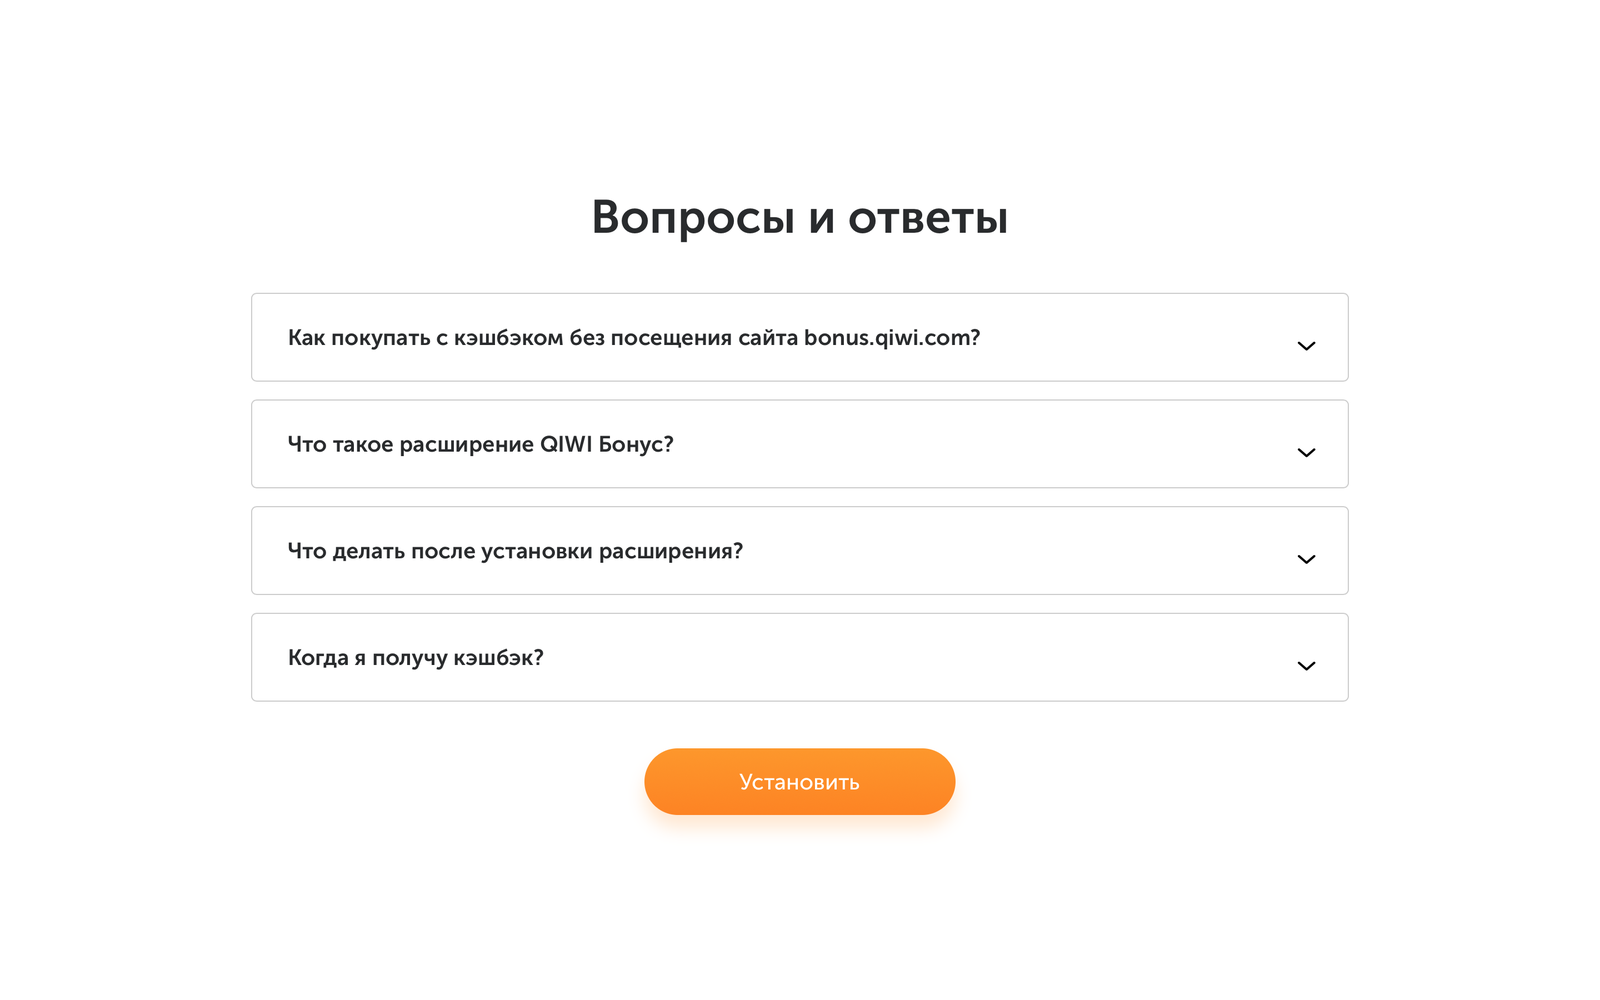 Вопросы и ответы
Как покупать с кэшбэком без посещения сайта bonus.qiwi.com?
Что такое расширение QIWI Бонус?
Что делать после установки расширения?
Когда я получу кэшбэк?
Установить